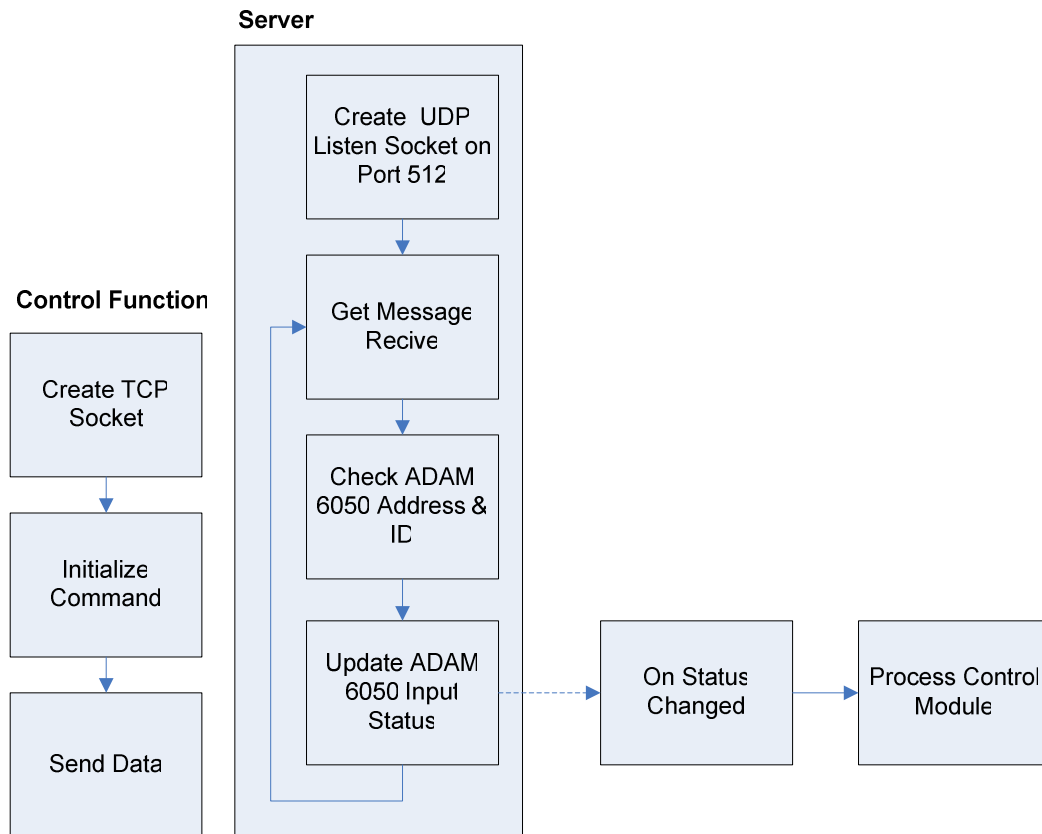 Server
Create UDP
Listen Socket on
Port 512
Get Message
Recive
Check ADAM
6050 Address &
ID
Update ADAM
6050 Input
Status
On Status
Changed
Process Control
Module
Control Function
Create TCP
Socket
Initialize
Command
Send Data